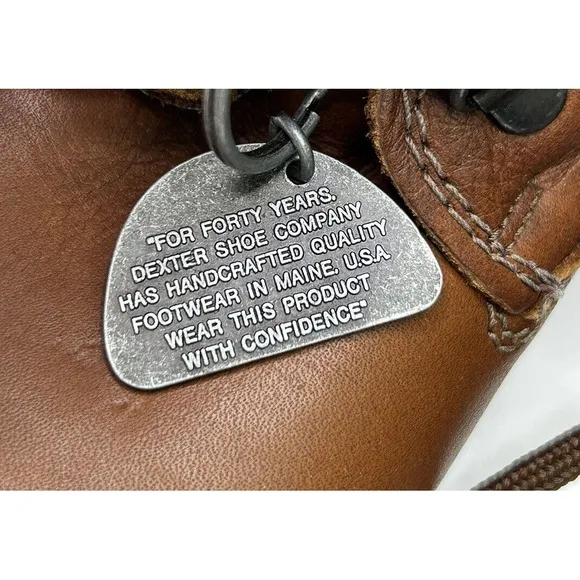 "FOR FORTY YEARS,
DEXTER SHOE COMPANY
HAS HANDCRAFTED QUALITY
FOOTWEAR IN MAINE, U.S.A.
WEAR THIS PRODUCT
WITH CONFIDENCE"